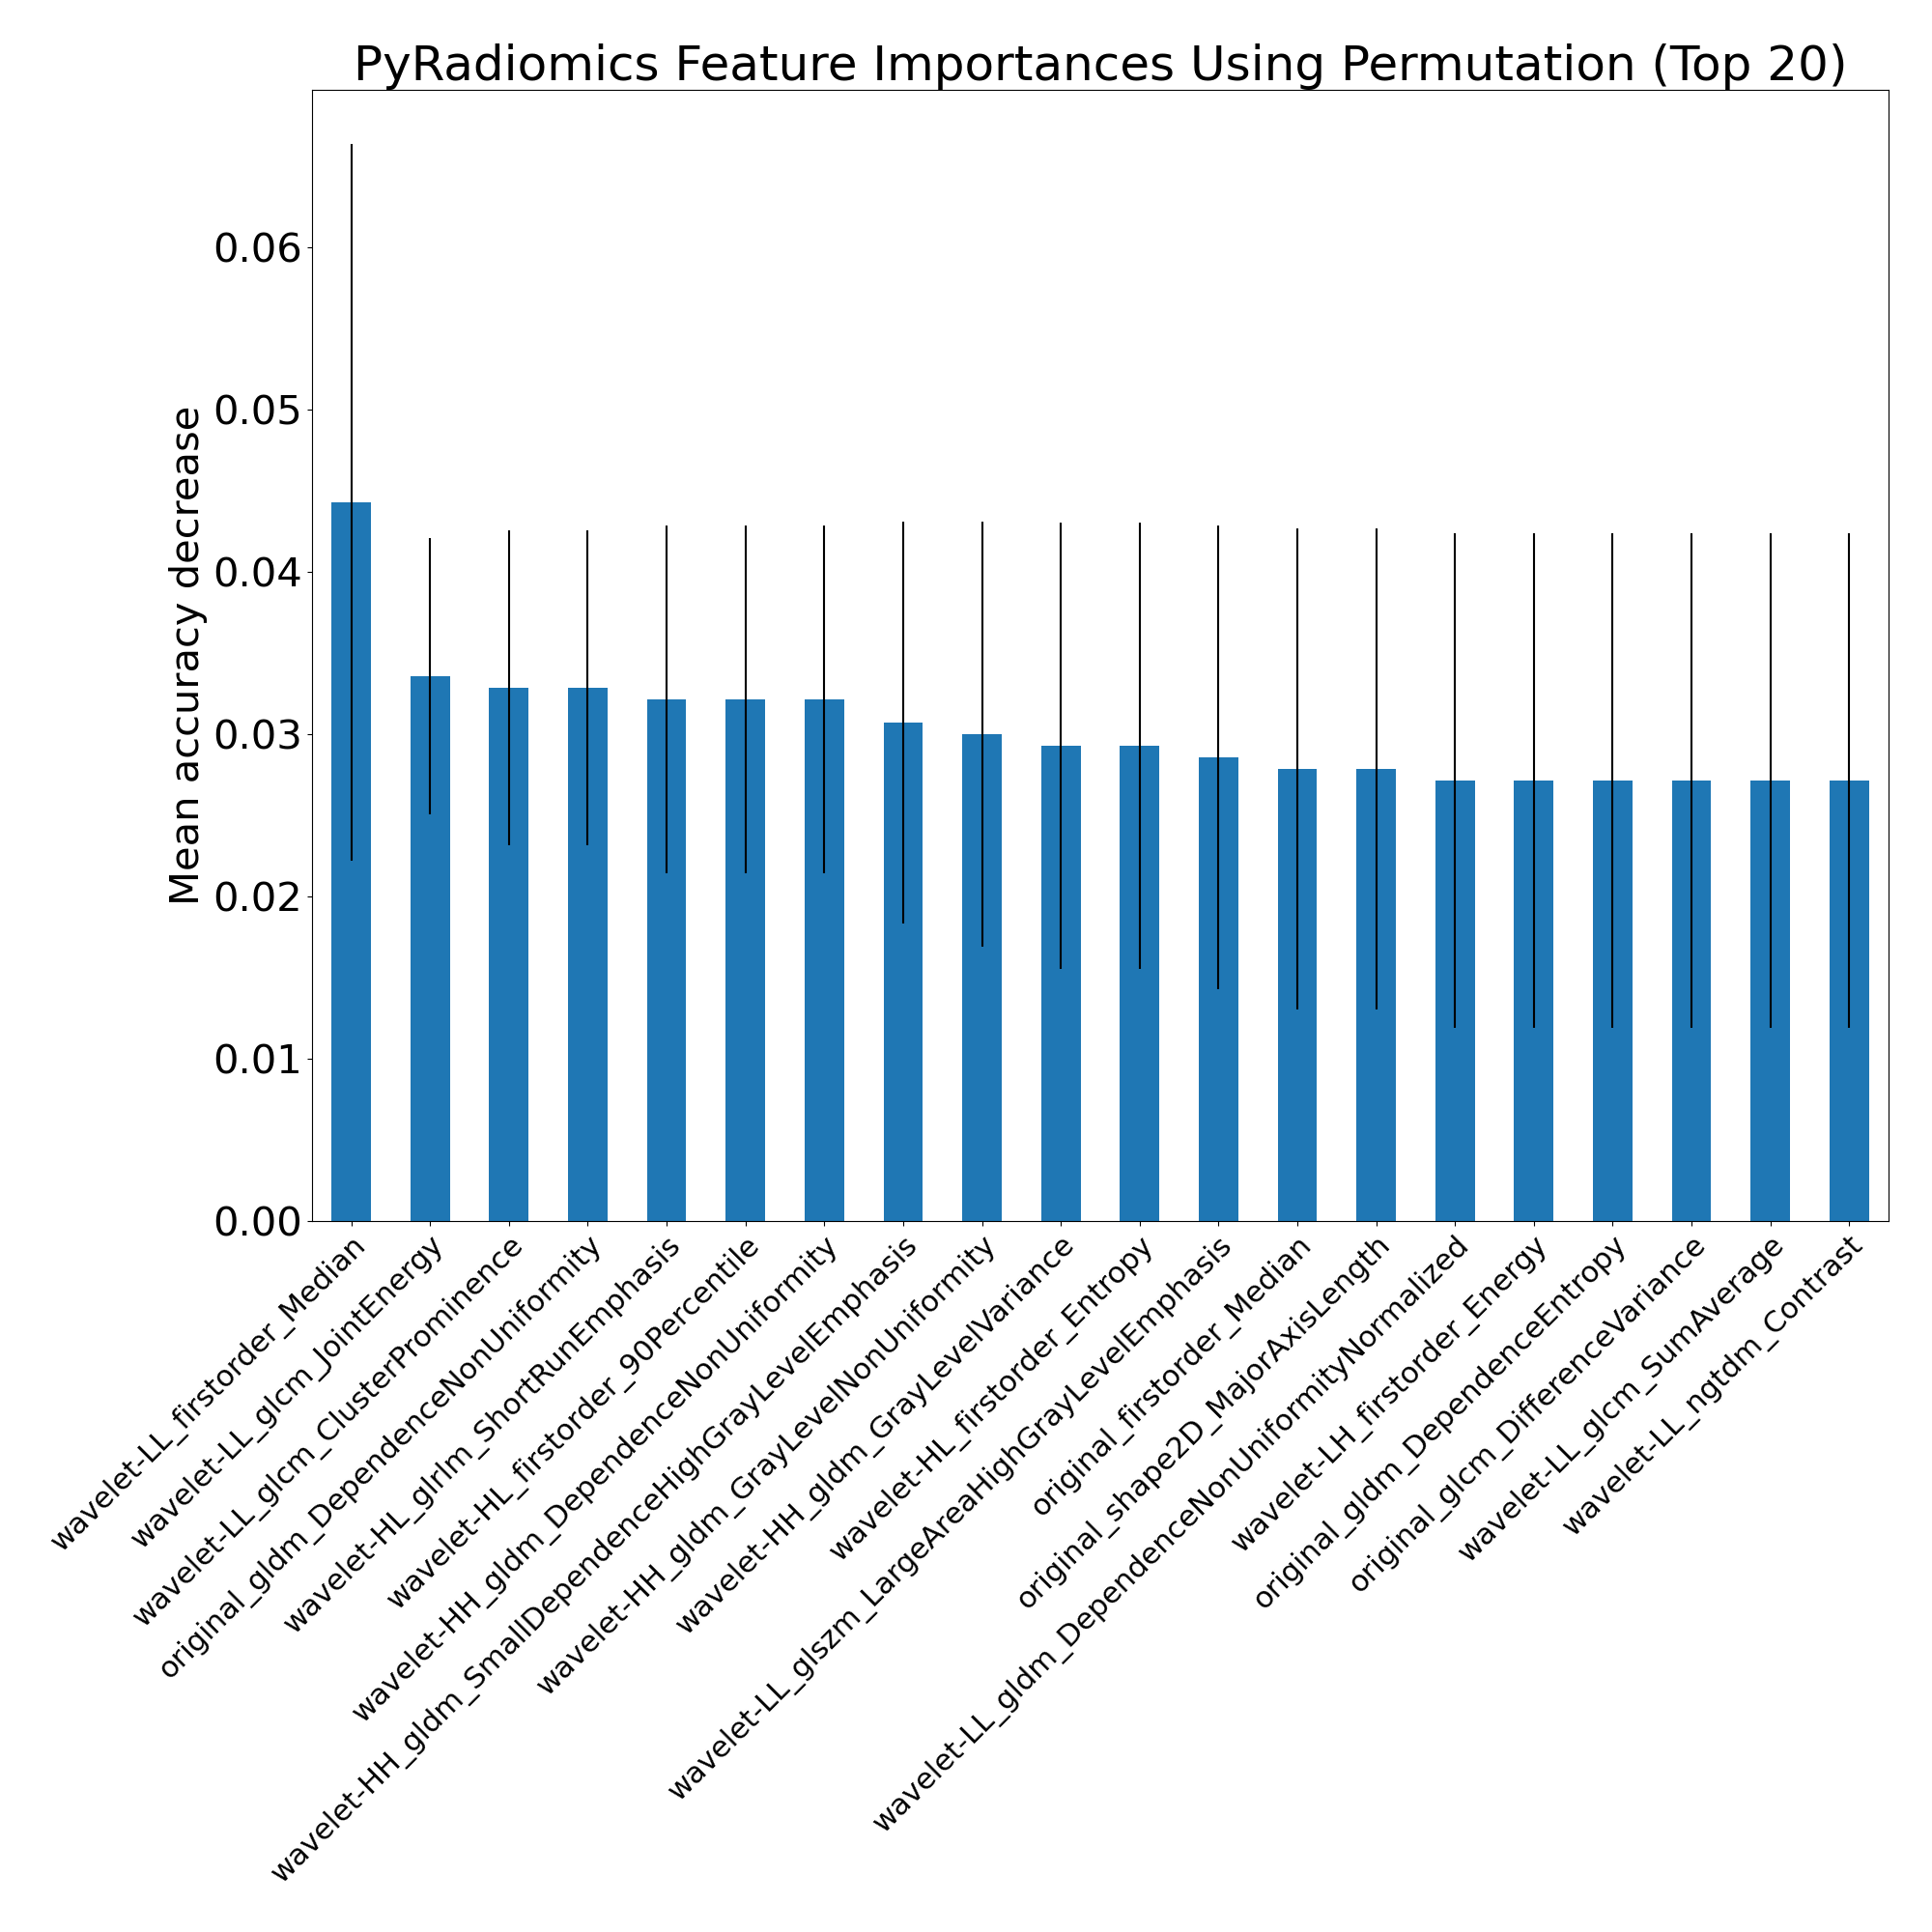 PyRadiomics Feature Importances Using Permutation (Top 20)
Mean accuracy decrease
0.06
0.05
0.04
0.03
0.02
0.01
0.00
wavelet-LL_firstorder_Median
wavelet-LL_glcm_JointEnergy
wavelet-LL_glcm_ClusterProminence
original_gldm_DependenceNonUniformity
wavelet-HL_glrlm_ShortRunEmphasis
wavelet-HL_firstorder_90Percentile
wavelet-HH_gldm_DependenceNonUniformity
wavelet-HH_gldm_SmallDependenceHighGrayLevelEmphasis
wavelet-HH_gldm_GrayLevelNonUniformity
wavelet-HH_gldm_GrayLevelVariance
wavelet-HL_firstorder_Entropy
wavelet-LL_glszm_LargeAreaHighGrayLevelEmphasis
original_firstorder_Median
original_shape2D_MajorAxisLength
wavelet-LL_gldm_DependenceNonUniformityNormalized
wavelet-LH_firstorder_Energy
original_gldm_DependenceEntropy
original_glcm_DifferenceVariance
wavelet-LL_glcm_SumAverage
wavelet-LL_ngtdm_Contrast